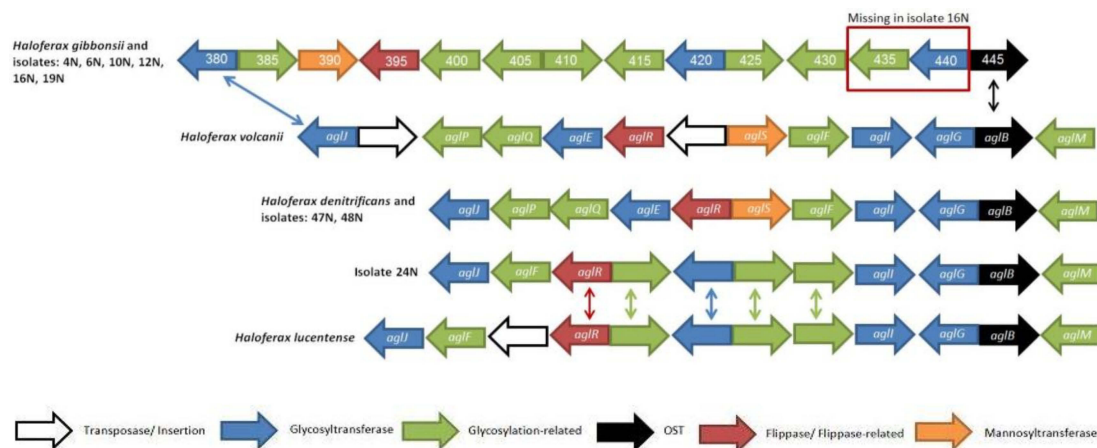 Missing in isolate 16N
Haloferax gibbonsii and
isolates: 4N, 6N, 10N, 12N,
16N, 19N
380 385 390 395 400 405 410 415 420 425 430 435 440 445
Haloferax volcanii
aglJ aglP aglQ aglE aglR aglS aglF aglI aglG aglB aglM
Haloferax denitrificans and
isolates: 47N, 48N
aglJ aglP aglQ aglE aglR aglS aglF aglI aglG aglB aglM
Isolate 24N
aglJ aglF aglR aglI aglG aglB aglM
Haloferax lucentense
aglJ aglF aglR aglI aglG aglB aglM
Transposase/ Insertion Glycosyltransferase Glycosylation-related OST Flippase/ Flippase-related Mannosyltransferase